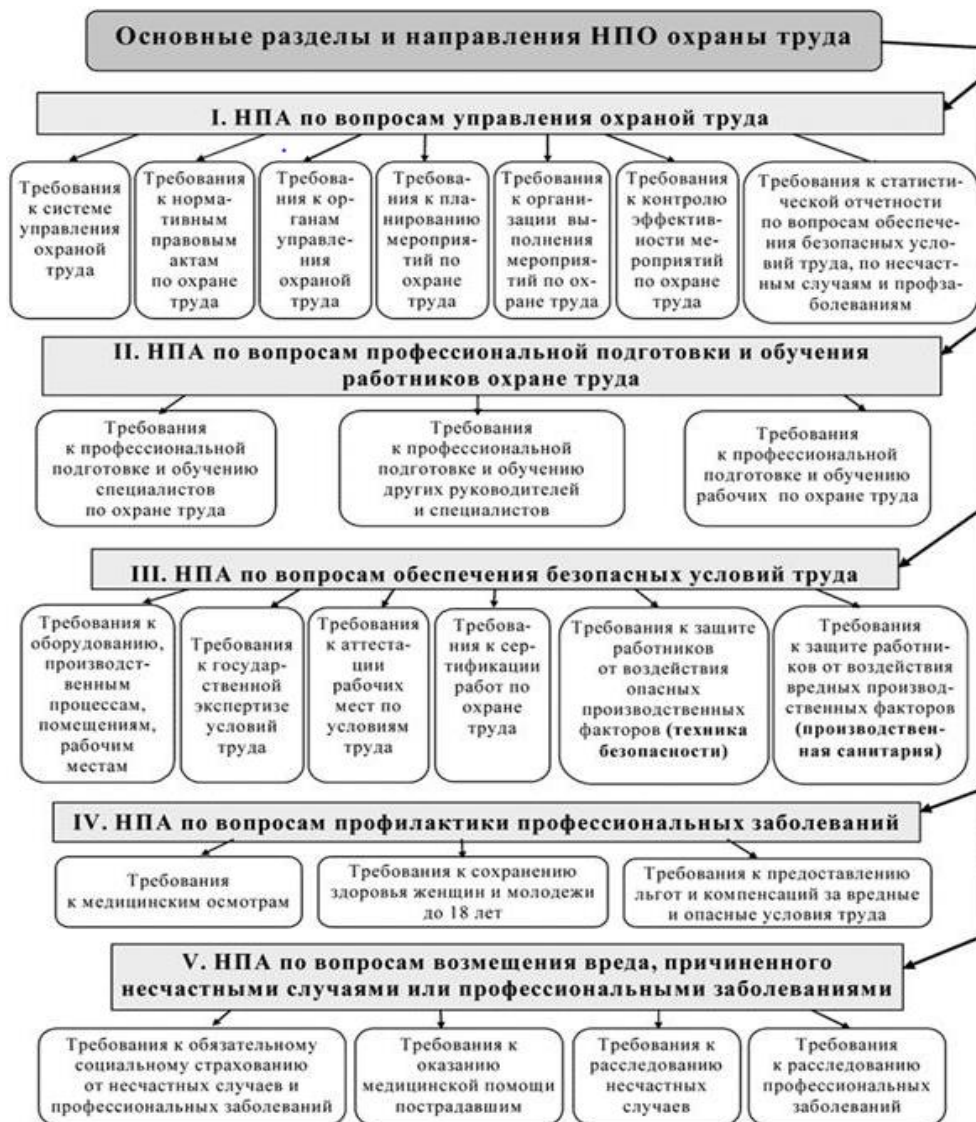 Основные разделы и направления НПО охраны труда
I. НПА по вопросам управления охраной труда
Требования
к системе
управления
охраной
труда
Требования
к норма-
тивным
правовым
актам
по охране
труда
Требова-
ния к ор-
ганам
управле-
ния
охраной
труда
Требова-
ния к пла-
нированию
мероприя-
тий по
охране
труда
Требования
к органи-
зации вы-
полнения
мероприя-
тий по ох-
ране труда
Требования
к контролю
эффектив-
ности ме-
роприятий
по охране
труда
Требования к статисти-
ческой отчетности
по вопросам обеспече-
ния безопасных усло-
вий труда, по несчаст-
ным случаям и профза-
болеваниям
II. НПА по вопросам профессиональной подготовки и обучения
работников охране труда
Требования
к профессиональной
подготовке и обучению
специалистов
по охране труда
Требования
к профессиональной
подготовке и обучению
других руководителей
и специалистов
Требования
к профессиональной
подготовке и обучению
рабочих по охране труда
III. НПА по вопросам обеспечения безопасных условий труда
Требования к
оборудованию,
производст-
венным
процессам,
помещениям,
рабочим
местам
Требования
к государ-
ственной
экспертизе
условий
труда
Требования
к аттеста-
ции
рабочих
мест по
условиям
труда
Требова-
ния к сер-
тификации
работ по
охране
труда
Требования к защите
работников
от воздействия
опасных
производственных
факторов (техника
безопасности)
Требования
к защите работни-
ков от воздействия
вредных производ-
ственных факторов
(производствен-
ная санитария)
IV. НПА по вопросам профилактики профессиональных заболеваний
Требования
к медицинским осмотрам
Требования к сохранению
здоровья женщин и молодежи
до 18 лет
Требования к предоставлению
льгот и компенсаций за вредные
и опасные условия труда
V. НПА по вопросам возмещения вреда, причиненного
несчастными случаями или профессиональными заболеваниями
Требования к обязательному
социальному страхованию
от несчастных случаев и
профессиональных заболеваний
Требования к
оказанию
медицинской помощи
пострадавшим
Требования к
расследованию
несчастных
случаев
Требования
к расследованию
профессиональных
заболеваний